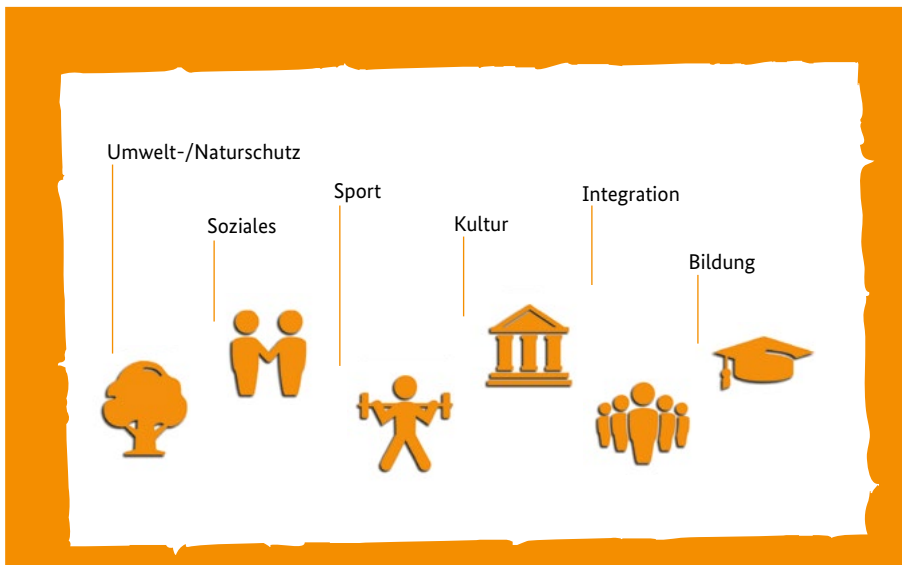 Umwelt-/Naturschutz
Soziales
Sport
Kultur
Integration
Bildung